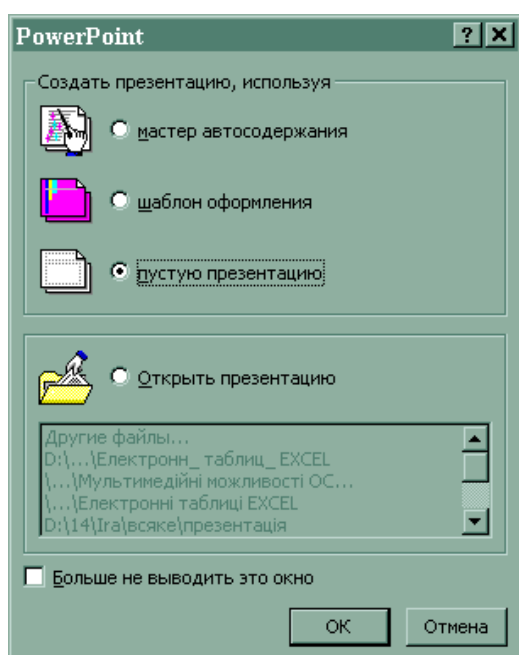 PowerPoint
Создать презентацию, используя
мастер автосодержания
шаблон оформления
пустую презентацию
Открыть презентацию
Другие файлы...
D:\...\Електронн_ таблиц_ EXCEL
\...\Мультимедійні можливості ОС...
\...\Електронні таблиці EXCEL
D:\14\Ira\всяке\презентація
Больше не выводить это окно
ОК Отмена